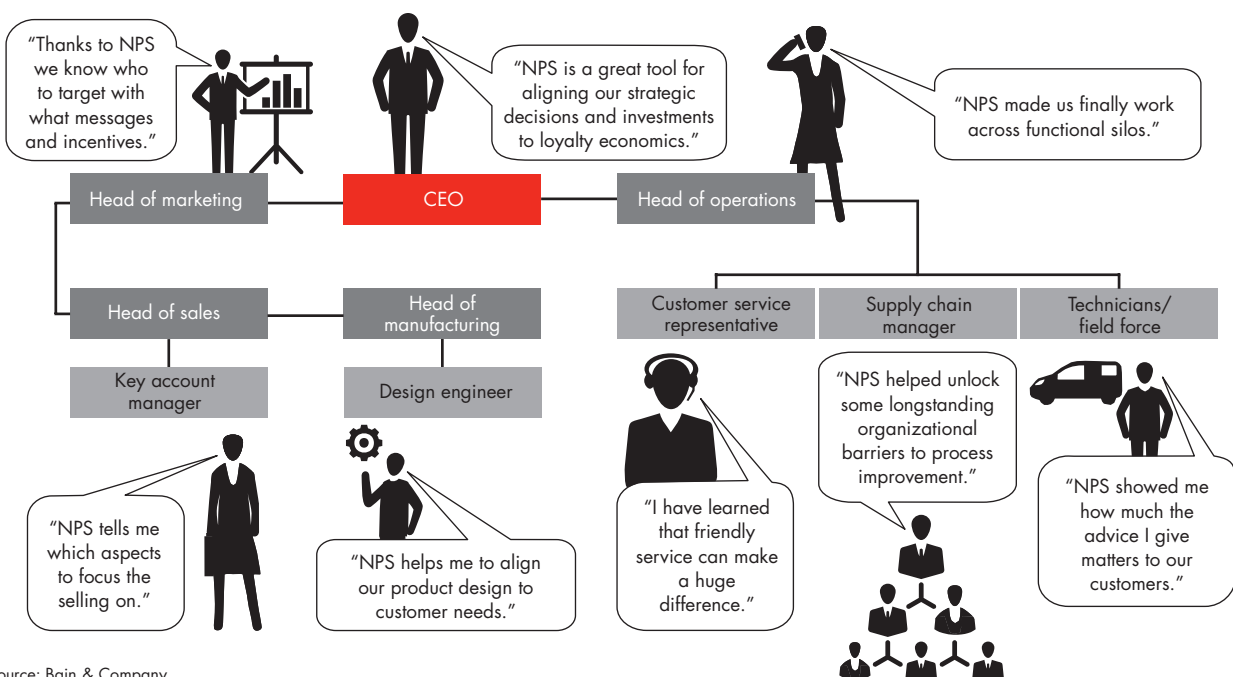 “Thanks to NPS
we know who
to target with
what messages
and incentives.”
“NPS is a great tool for
aligning our strategic
decisions and investments
to loyalty economics.”
“NPS made us finally work
across functional silos.”
Head of marketing
CEO
Head of operations
Head of sales
Head of
manufacturing
Customer service
representative
Supply chain
manager
Technicians/
field force
Key account
manager
Design engineer
“NPS tells me
which aspects
to focus the
selling on.”
“NPS helps me to align
our product design to
customer needs.”
“I have learned
that friendly
service can make
a huge
difference.”
“NPS helped unlock
some longstanding
organizational
barriers to process
improvement.”
“NPS showed me
how much the
advice I give
matters to our
customers.”
ource: Bain & Company